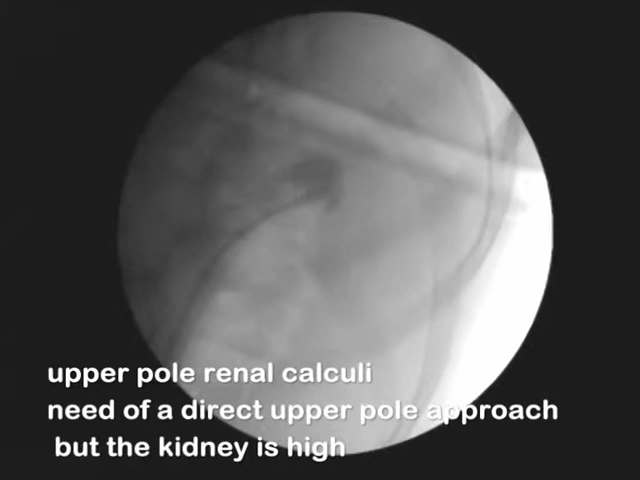 upper pole renal calculi
need of a direct upper pole approach
but the kidney is high